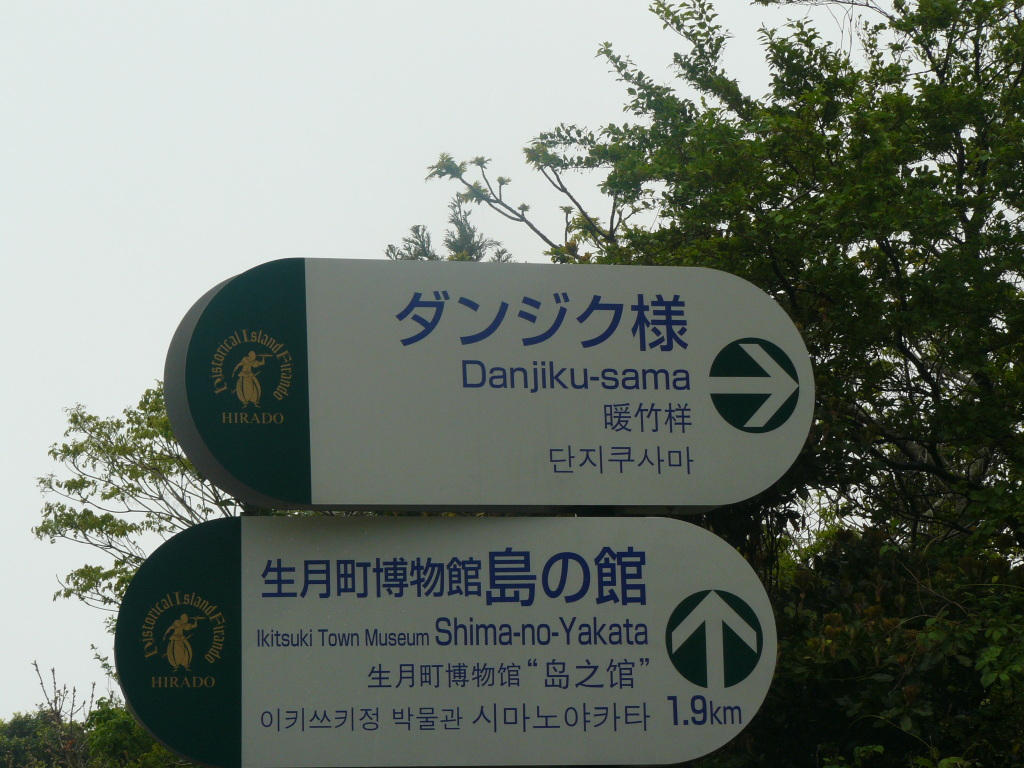 ダンジク様
Danjiku-sama
暖竹样
단지쿠사마
Historical Island Firando
HIRADO
生月町博物館島の館
Ikitsuki Town Museum Shima-no-Yakata
生月町博物馆“岛之馆”
이키쓰키정 박물관 시마노야카타
1.9km
Historical Island Firando
HIRADO